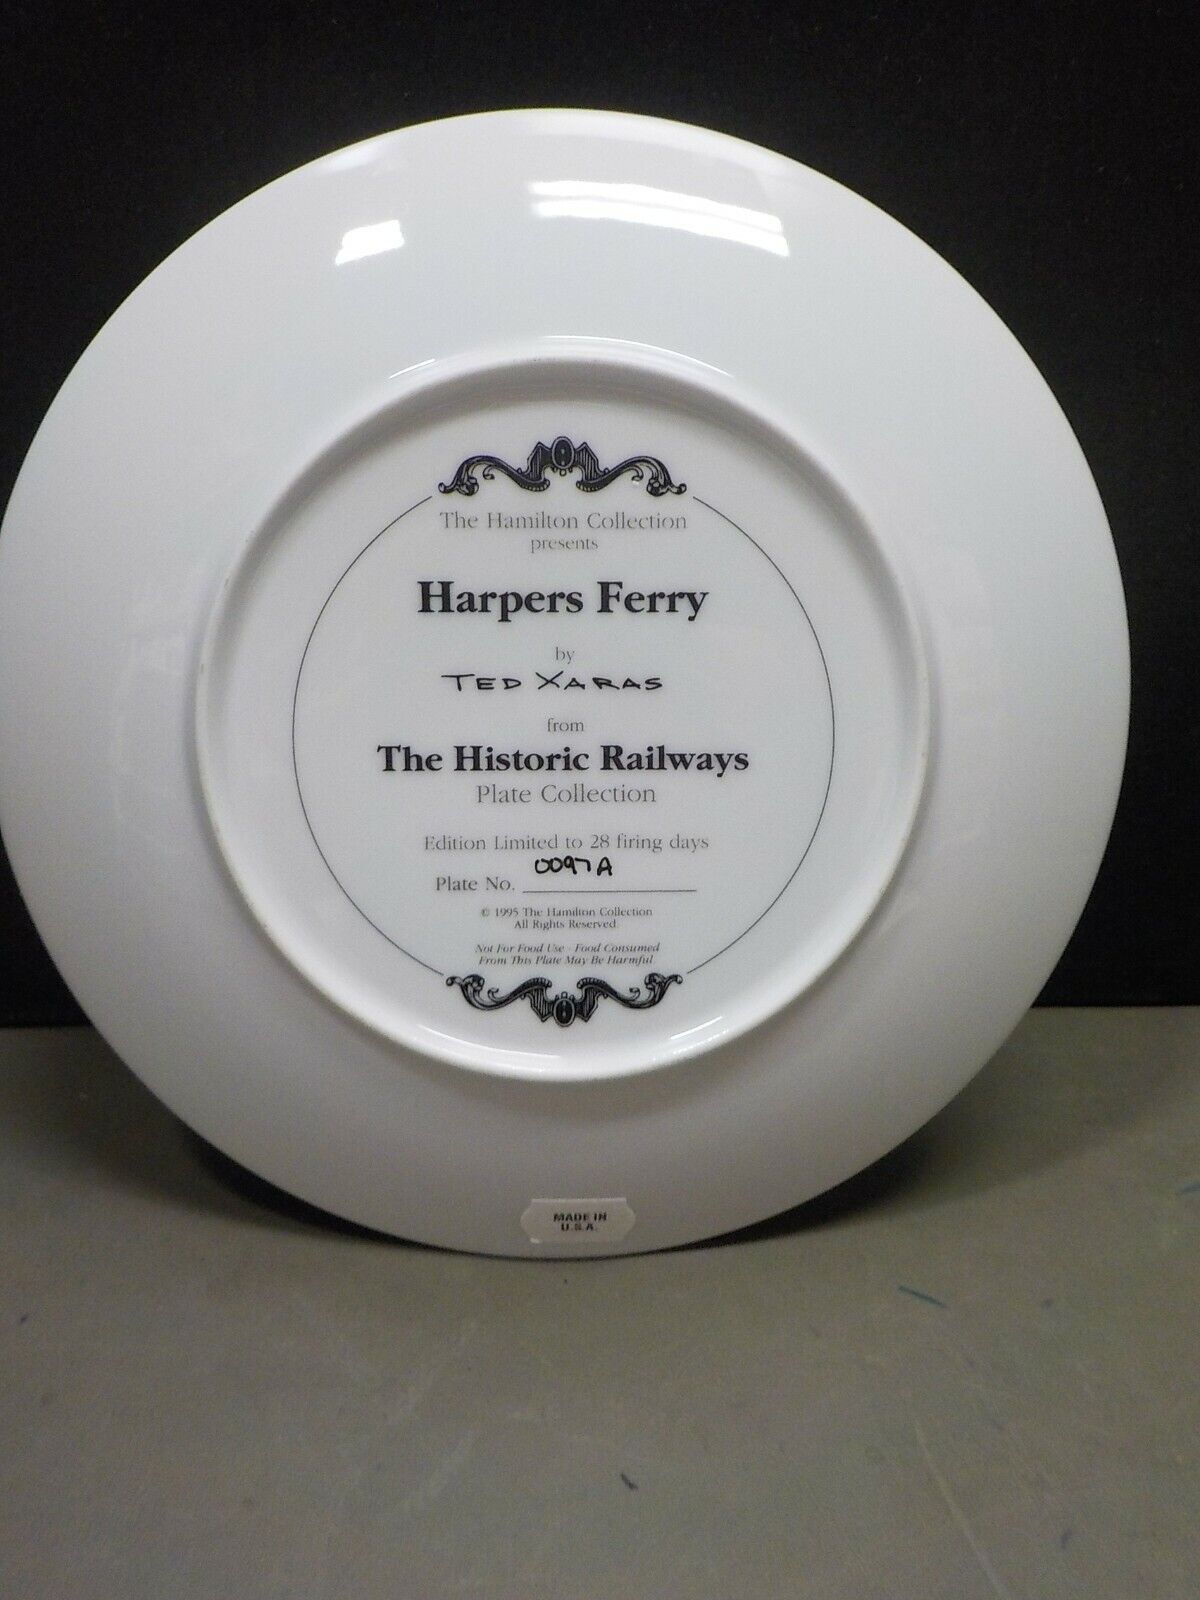 The Hamilton Collection
presents
Harpers Ferry
by
TED XARAS
from
The Historic Railways
Plate Collection
Edition Limited to 28 firing days
Plate No. 0097A
© 1995 The Hamilton Collection
All Rights Reserved.
Not For Food Use - Food Consumed
From This Plate May Be Harmful.
MADE IN
U.S.A.